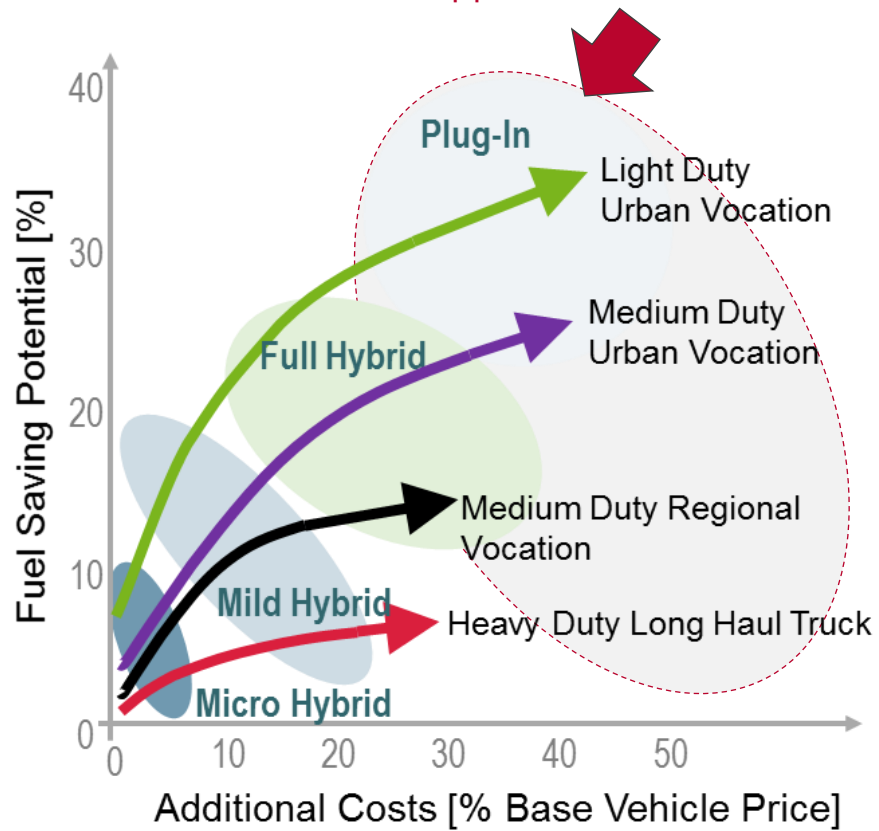 40
30
20
10
0
0
10
20
30
40
50
Fuel Saving Potential [%]
Additional Costs [% Base Vehicle Price]
Plug-In
Light Duty
Urban Vocation
Medium Duty
Urban Vocation
Full Hybrid
Medium Duty Regional
Vocation
Mild Hybrid
Heavy Duty Long Haul Truck
Micro Hybrid